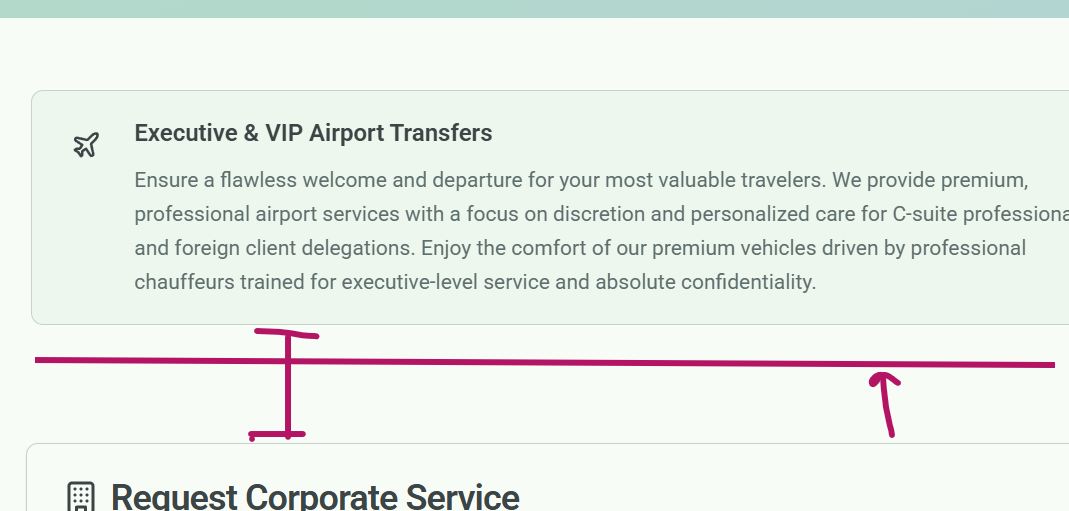 Executive & VIP Airport Transfers
Ensure a flawless welcome and departure for your most valuable travelers. We provide premium,
professional airport services with a focus on discretion and personalized care for C-suite professiona
and foreign client delegations. Enjoy the comfort of our premium vehicles driven by professional
chauffeurs trained for executive-level service and absolute confidentiality.
Request Corporate Service